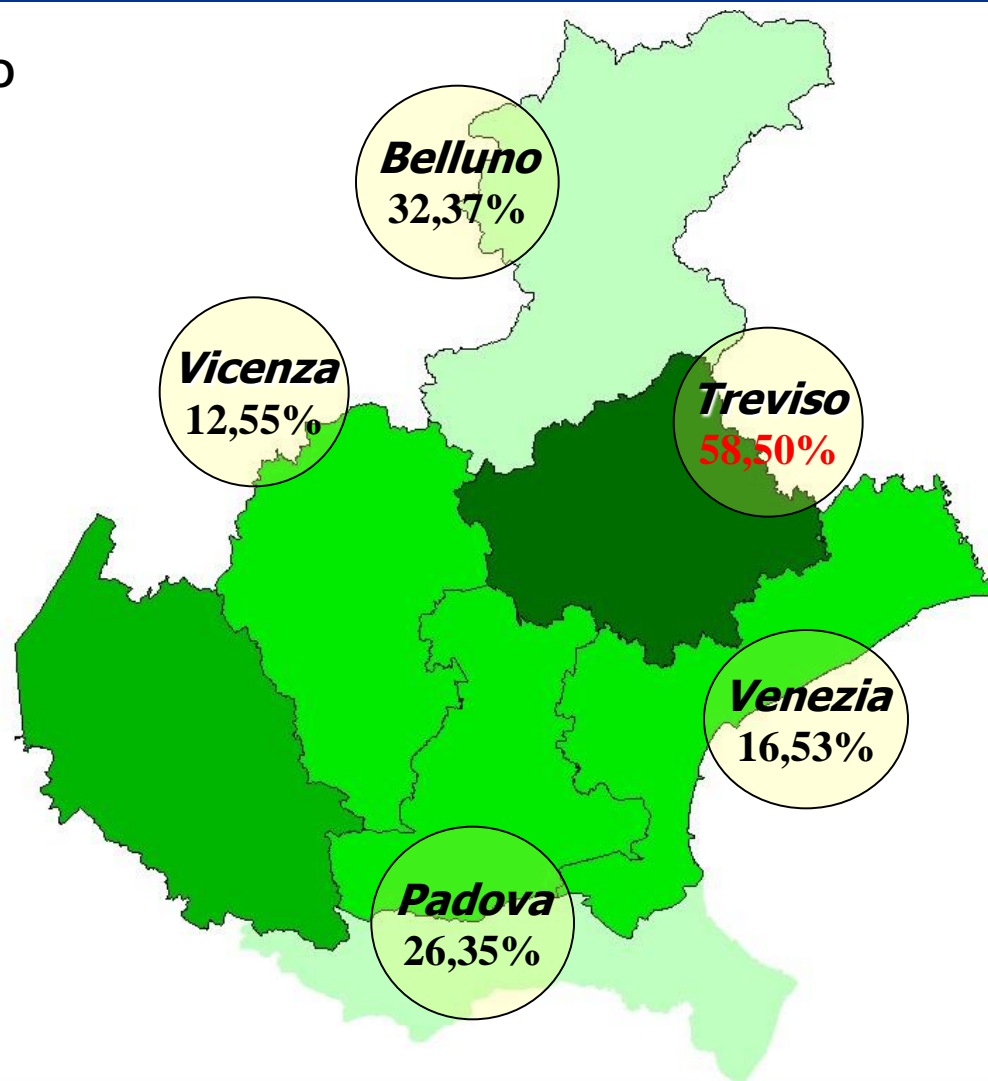 o
Belluno
32,37%
Vicenza
12,55%
Treviso
58,50%
Venezia
16,53%
Padova
26,35%